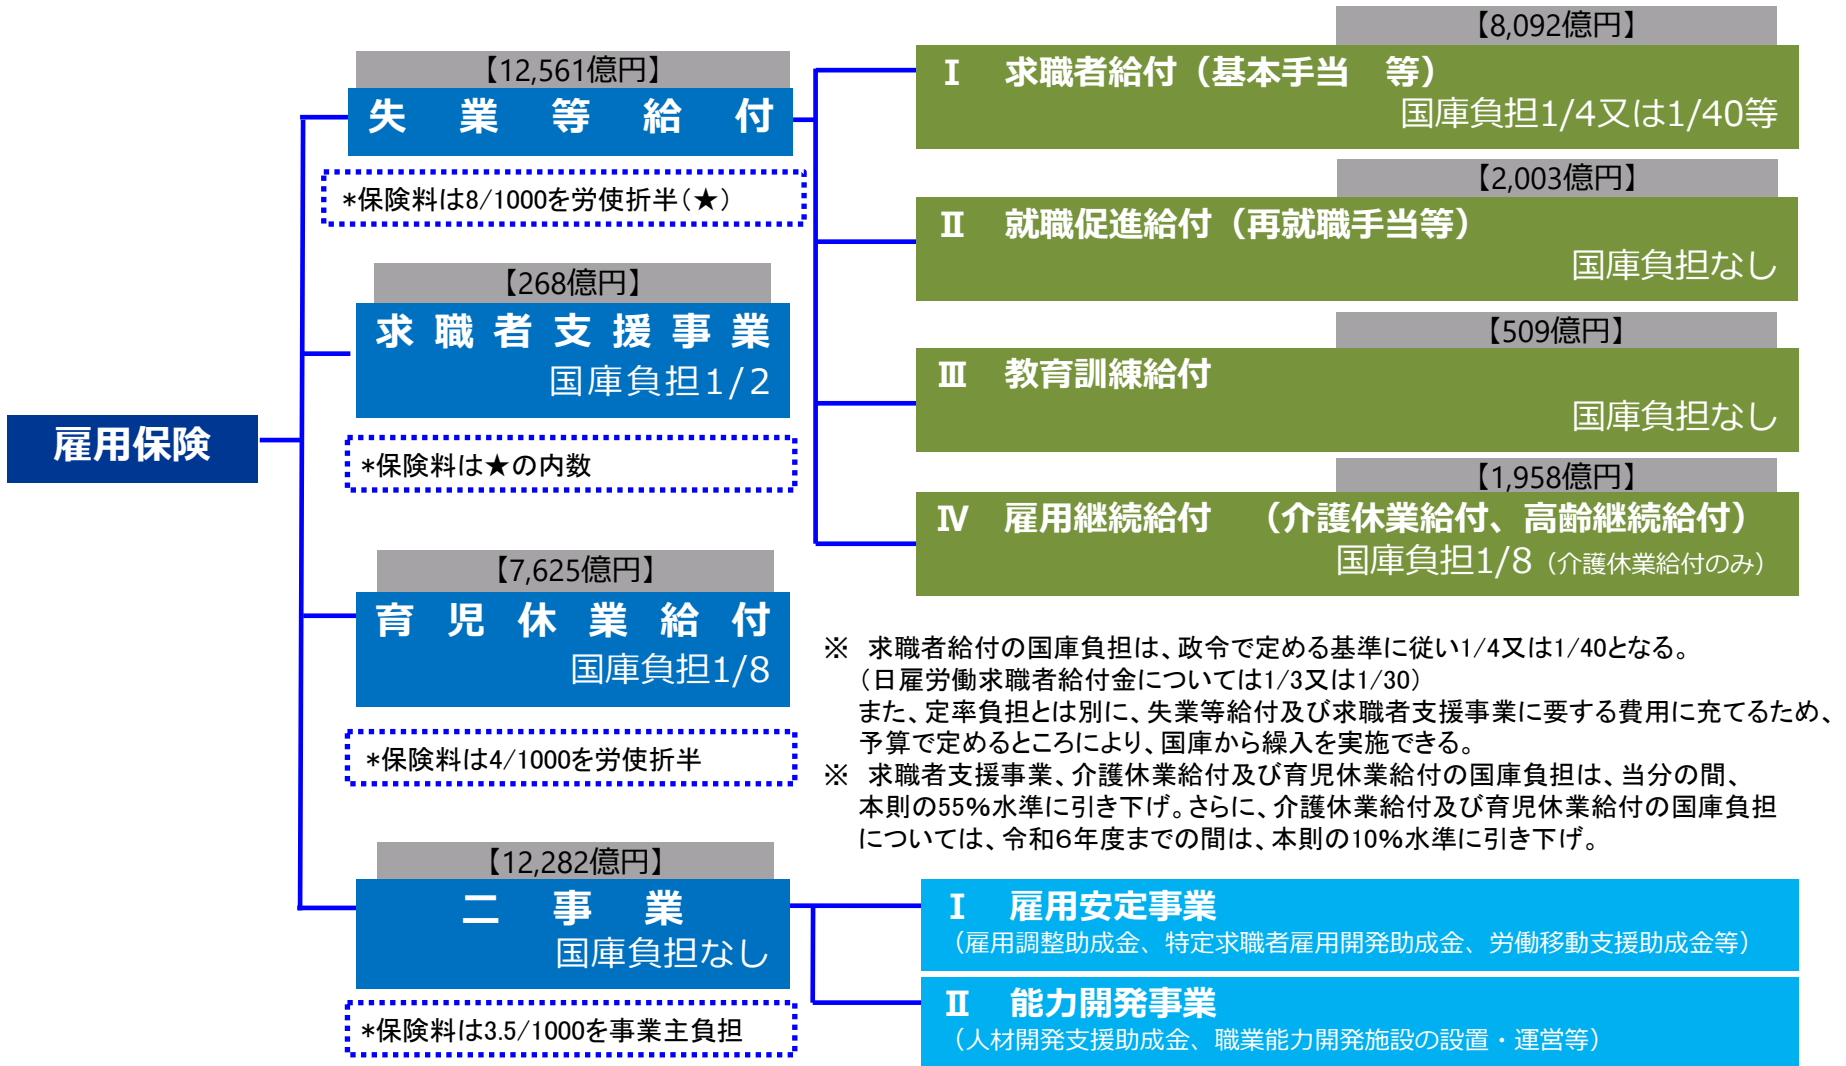 雇用保険
【12,561億円】
失業等給付
*保険料は8/1000を労使折半(★)
【268億円】
求職者支援事業
国庫負担1/2
*保険料は★の内数
【7,625億円】
育児休業給付
国庫負担1/8
*保険料は4/1000を労使折半
【12,282億円】
二事業
国庫負担なし
*保険料は3.5/1000を事業主負担
【8,092億円】
Ⅰ 求職者給付（基本手当 等）
国庫負担1/4又は1/40等
【2,003億円】
Ⅱ 就職促進給付（再就職手当等）
国庫負担なし
【509億円】
Ⅲ 教育訓練給付
国庫負担なし
【1,958億円】
Ⅳ 雇用継続給付 （介護休業給付、高齢継続給付）
国庫負担1/8（介護休業給付のみ）
※ 求職者給付の国庫負担は、政令で定める基準に従い1/4又は1/40となる。
（日雇労働求職者給付金については1/3又は1/30）
また、定率負担とは別に、失業等給付及び求職者支援事業に要する費用に充てるため、
予算で定めるところにより、国庫から繰入を実施できる。
※ 求職者支援事業、介護休業給付及び育児休業給付の国庫負担は、当分の間、
本則の55%水準に引き下げ。さらに、介護休業給付及び育児休業給付の国庫負担
については、令和６年度までの間は、本則の10%水準に引き下げ。
Ⅰ 雇用安定事業
（雇用調整助成金、特定求職者雇用開発助成金、労働移動支援助成金等）
Ⅱ 能力開発事業
（人材開発支援助成金、職業能力開発施設の設置・運営等）